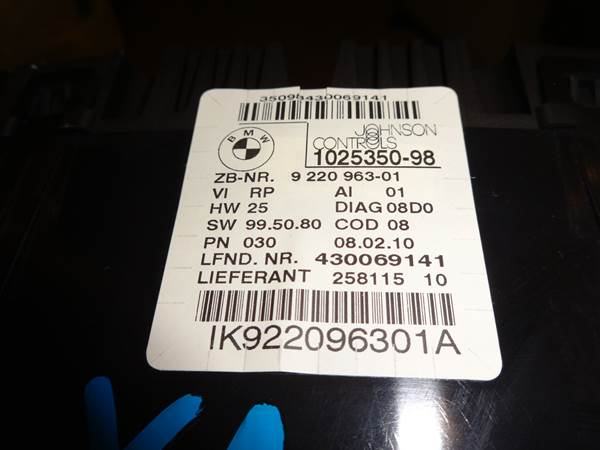 35098430069141
BMW
JOHNSON
CONTROLS
1025350-98
ZB-NR. 9 220 963-01
VI RP AI 01
HW 25 DIAG 08D0
SW 99.50.80 COD 08
PN 030 08.02.10
LFND. NR. 430069141
LIEFERANT 258115 10
IK922096301A